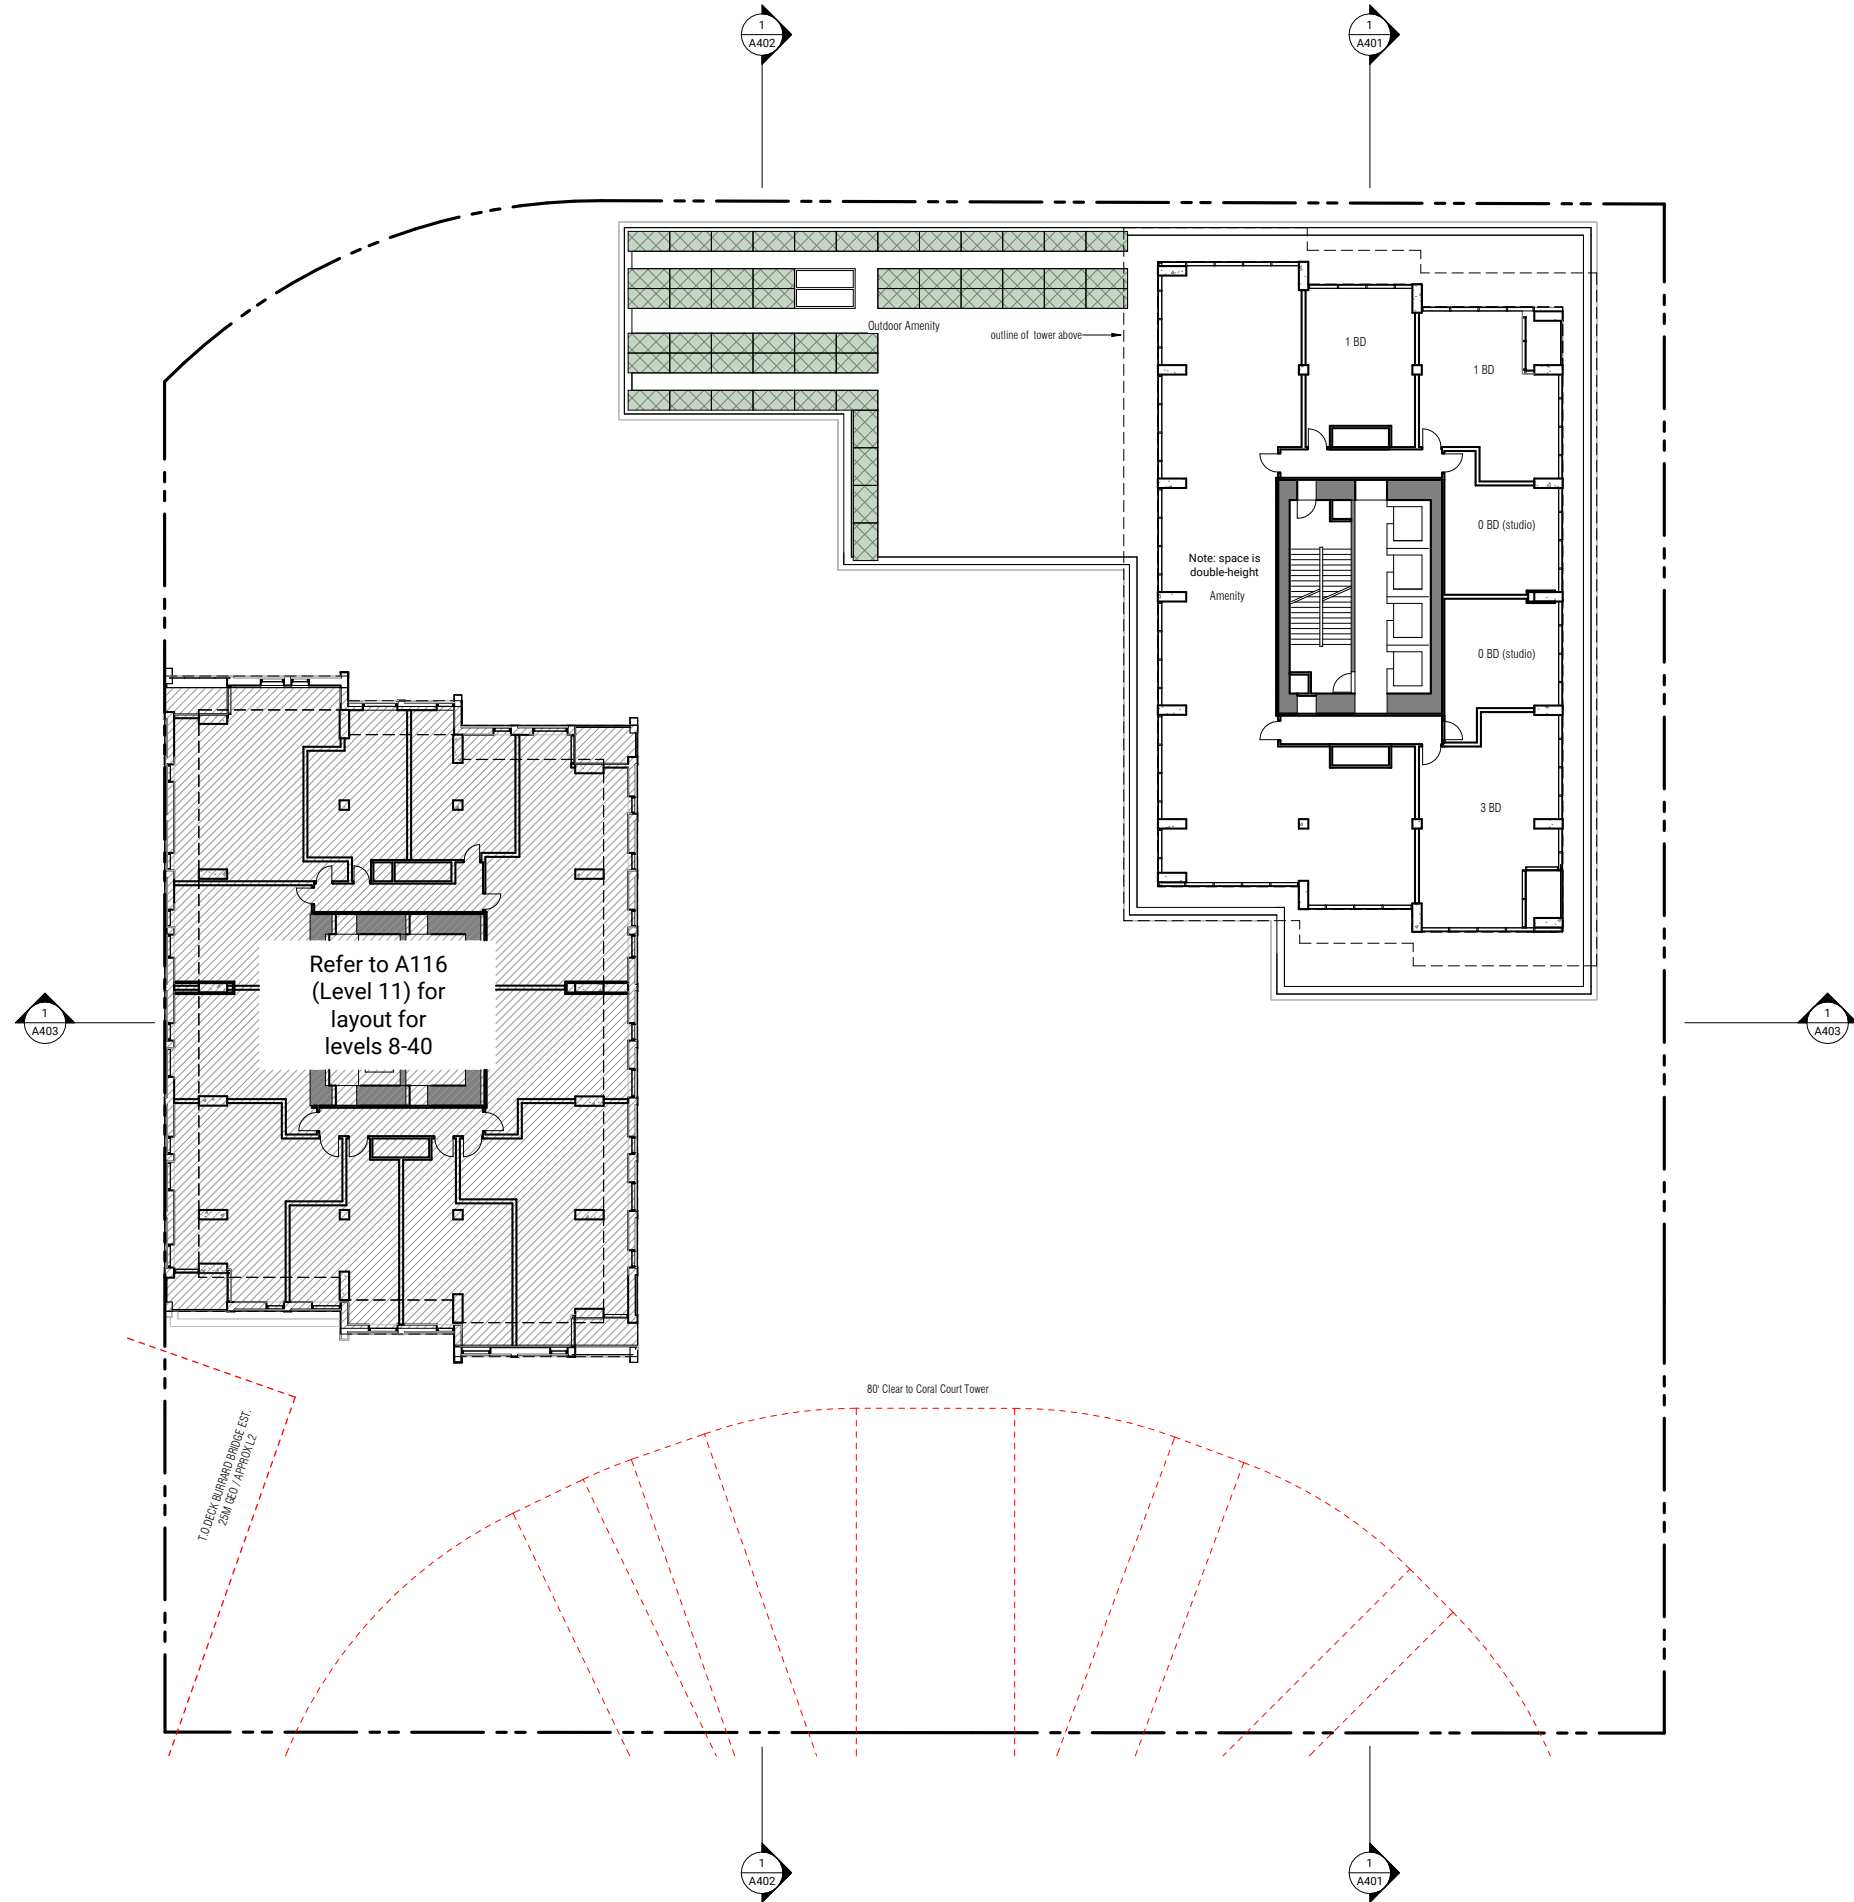 1
A402
1
A401
Outdoor Amenity
outline of tower above
1 BD
1 BD
0 BD (studio)
Note: space is
double-height
Amenity
0 BD (studio)
3 BD
Refer to A116
(Level 11) for
layout for
levels 8-40
1
A403
1
A403
80' Clear to Coral Court Tower
T.O.DECK BURRARD BRIDGE EST.
25M GEO / APPROX L2
1
A402
1
A401